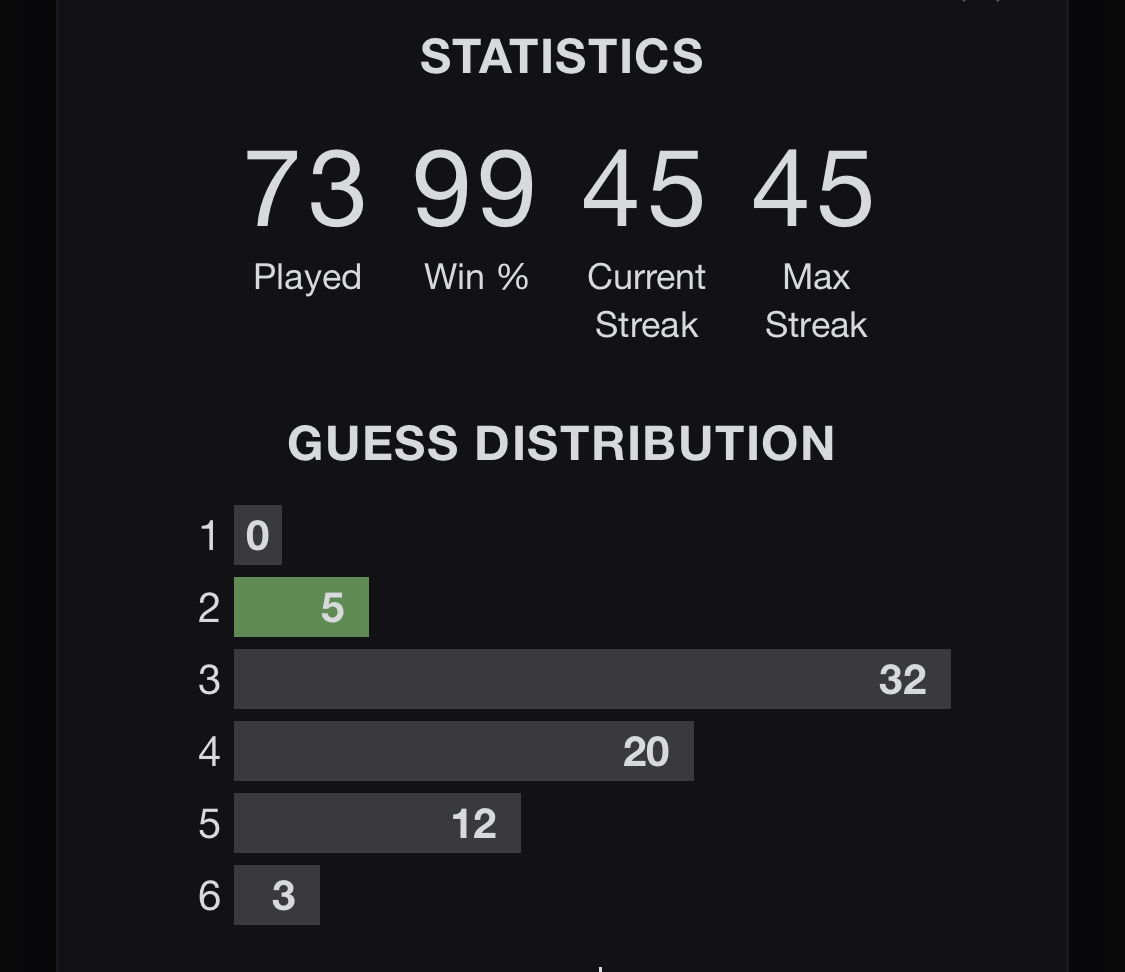 STATISTICS
73 99 45 45
Played Win % Current Streak Max Streak
GUESS DISTRIBUTION
1 0
2 5
3 32
4 20
5 12
6 3